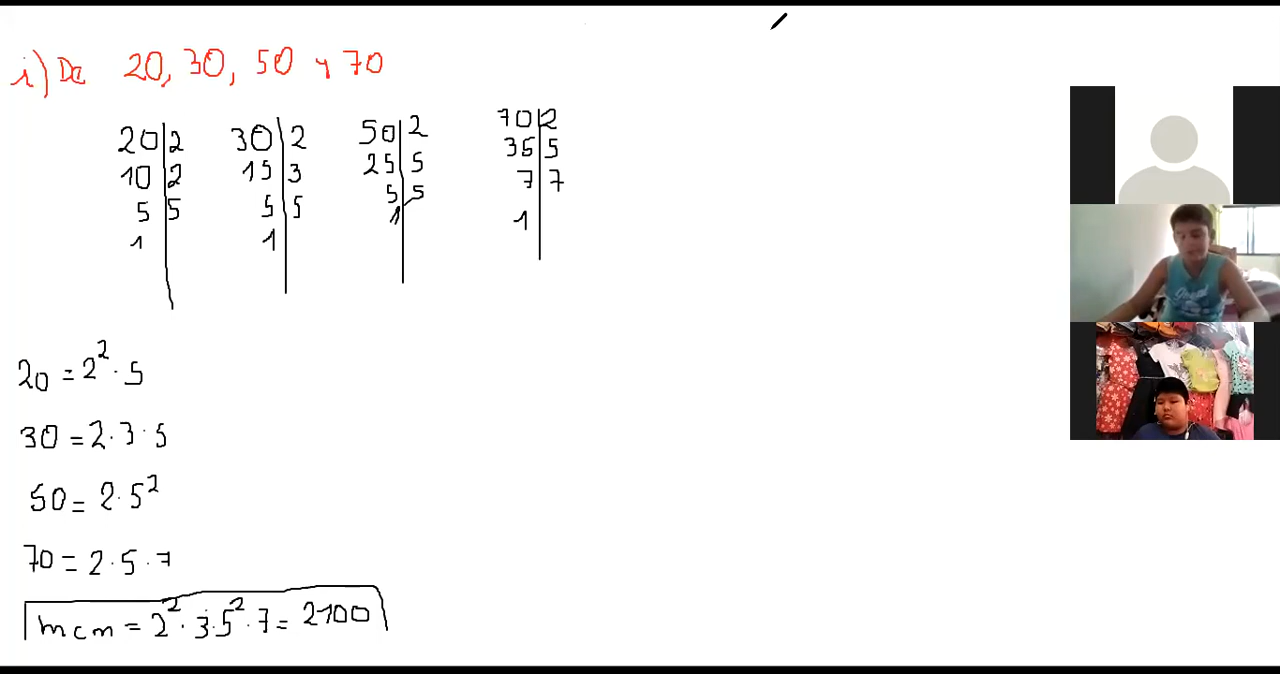 i) De 20, 30, 50 y 70
20 | 2
10 | 2
5 | 5
1
30 | 2
15 | 3
5 | 5
1
50 | 2
25 | 5
5 | 5
1
70 | 2
35 | 5
7 | 7
1
20 = 2² · 5
30 = 2 · 3 · 5
50 = 2 · 5²
70 = 2 · 5 · 7
mcm = 2² · 3 · 5² · 7 = 2100